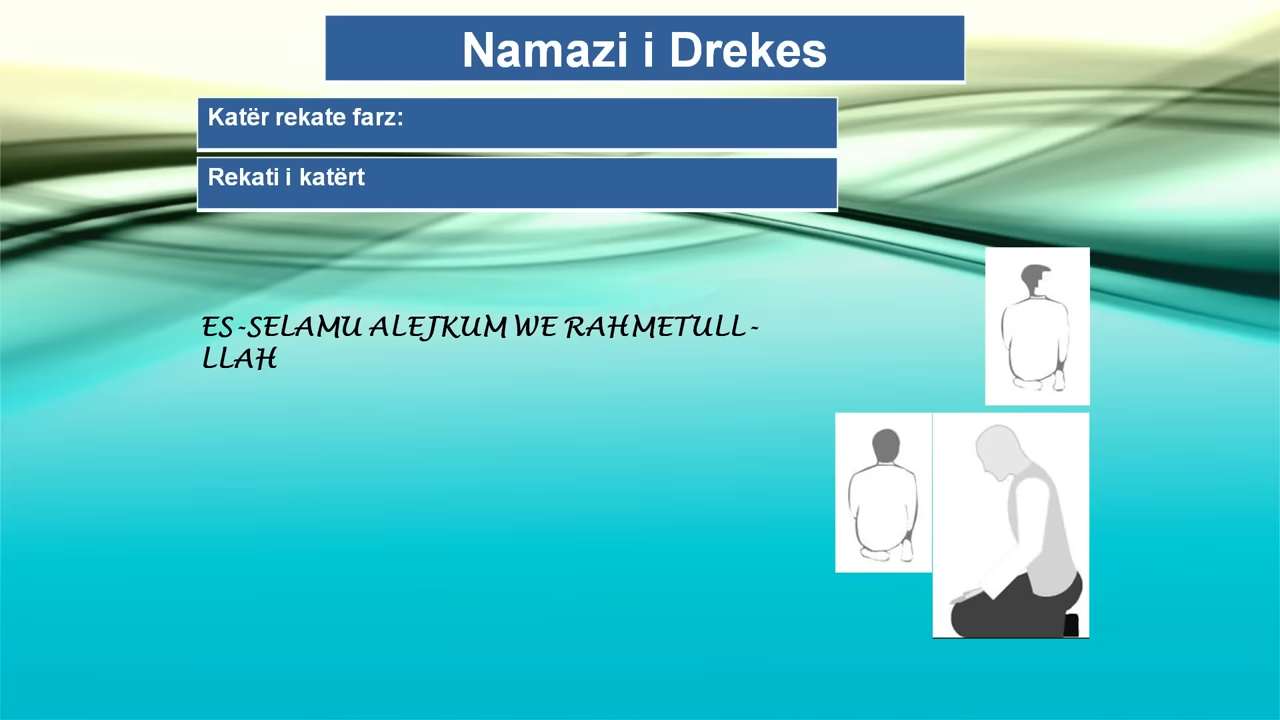 Namazi i Drekes
Katër rekate farz:
Rekati i katërt
ES-SELAMU ALEJKUM WE RAHMETULL-
LLAH